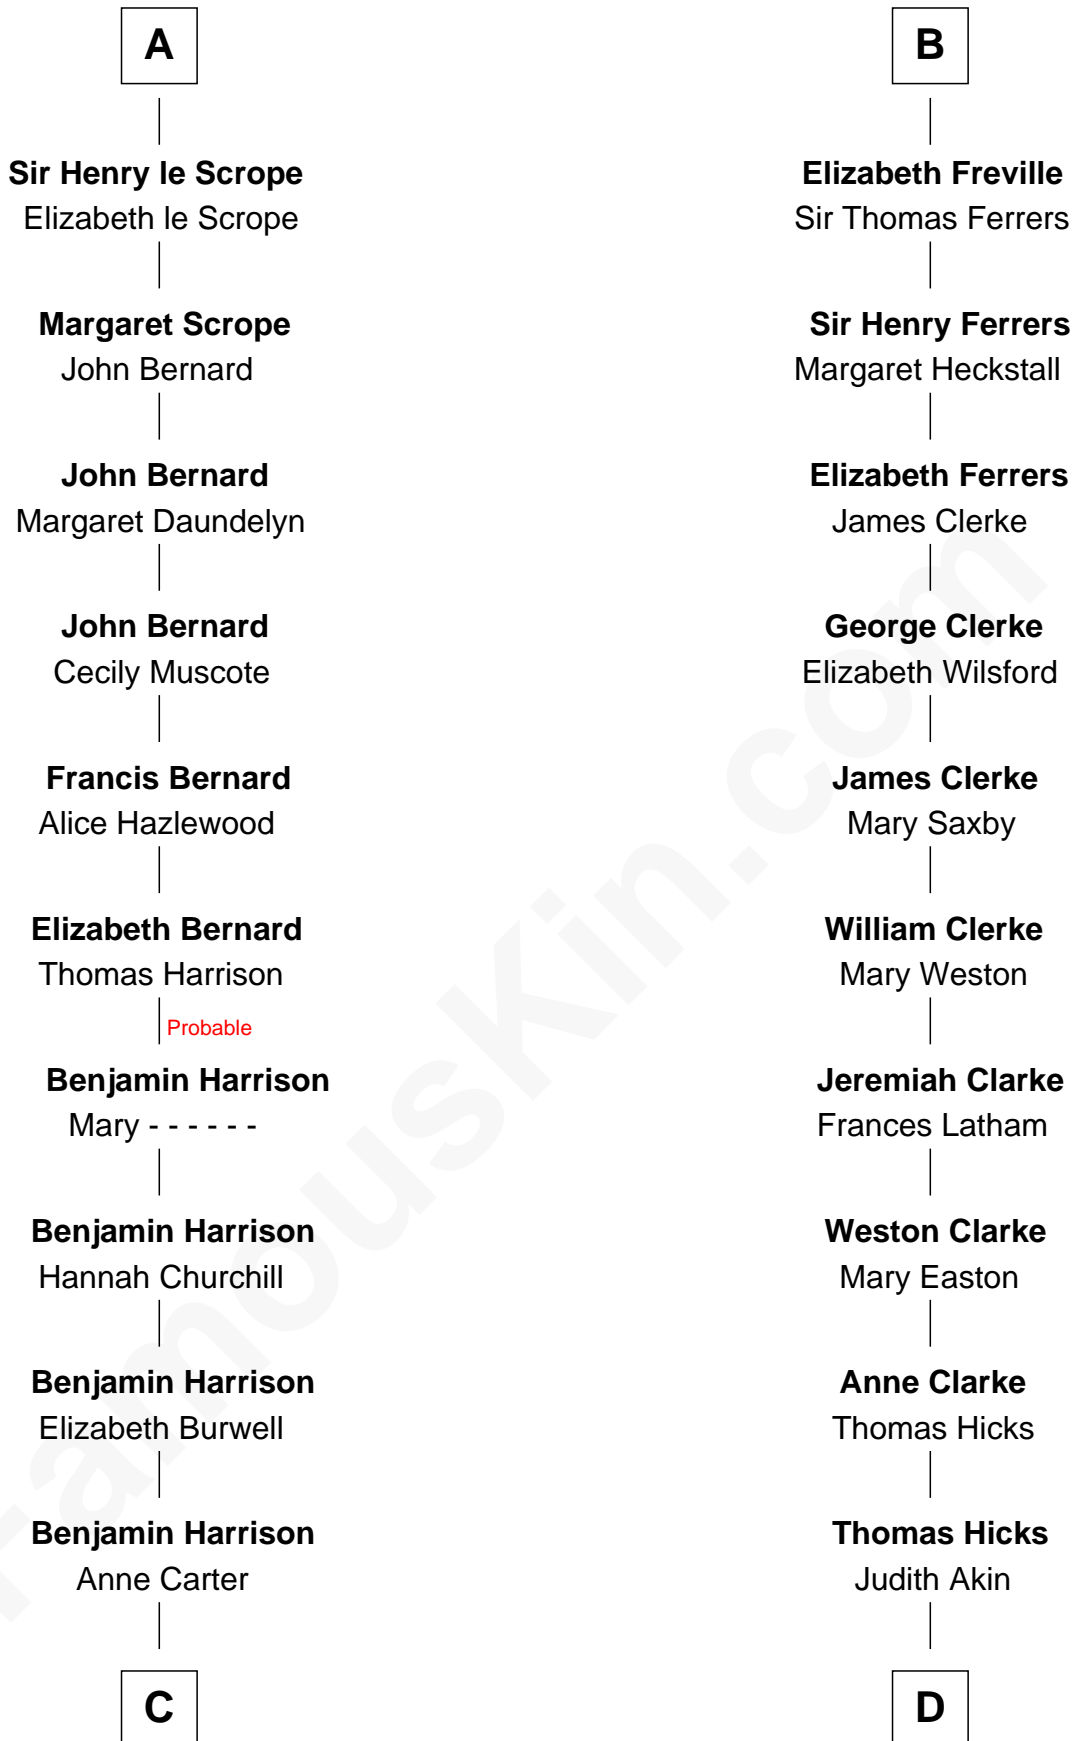 A
Sir Henry le Scrope
Elizabeth le Scrope
Margaret Scrope
John Bernard
John Bernard
Margaret Daundelyn
John Bernard
Cecily Muscote
Francis Bernard
Alice Hazlewood
Elizabeth Bernard
Thomas Harrison
Probable
Benjamin Harrison
Mary - - - - - -
Benjamin Harrison
Hannah Churchill
Benjamin Harrison
Elizabeth Burwell
Benjamin Harrison
Anne Carter
C
B
Elizabeth Freville
Sir Thomas Ferrers
Sir Henry Ferrers
Margaret Heckstall
Elizabeth Ferrers
James Clerke
George Clerke
Elizabeth Wilsford
James Clerke
Mary Saxby
William Clerke
Mary Weston
Jeremiah Clarke
Frances Latham
Weston Clarke
Mary Easton
Anne Clarke
Thomas Hicks
Thomas Hicks
Judith Akin
D
FamousKin.com